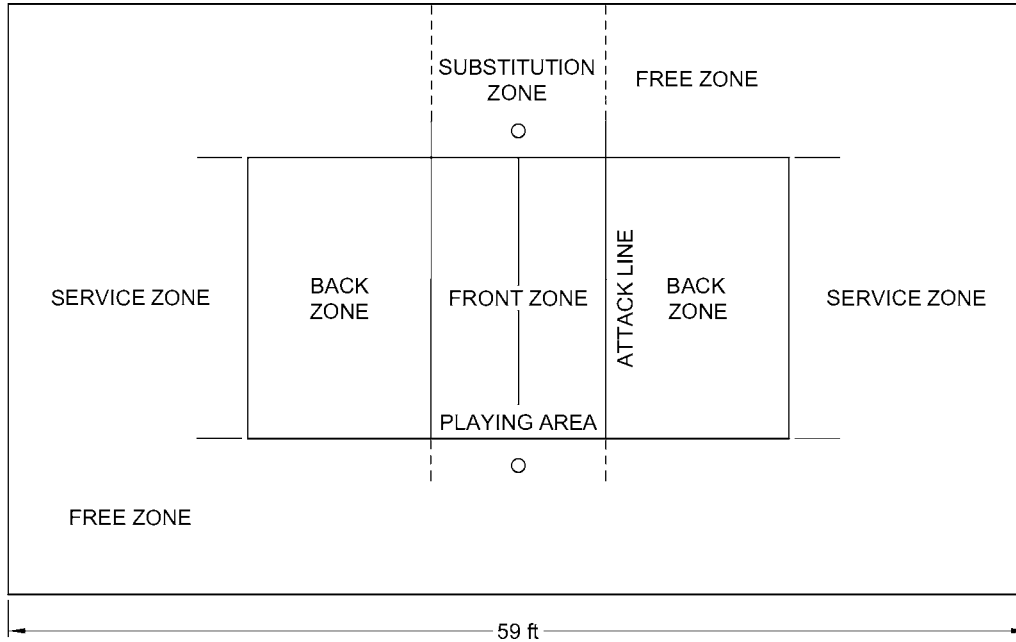 SUBSTITUTION
ZONE
FREE ZONE
SERVICE ZONE
BACK
ZONE
FRONT ZONE
ATTACK LINE
BACK
ZONE
SERVICE ZONE
PLAYING AREA
FREE ZONE
59 ft